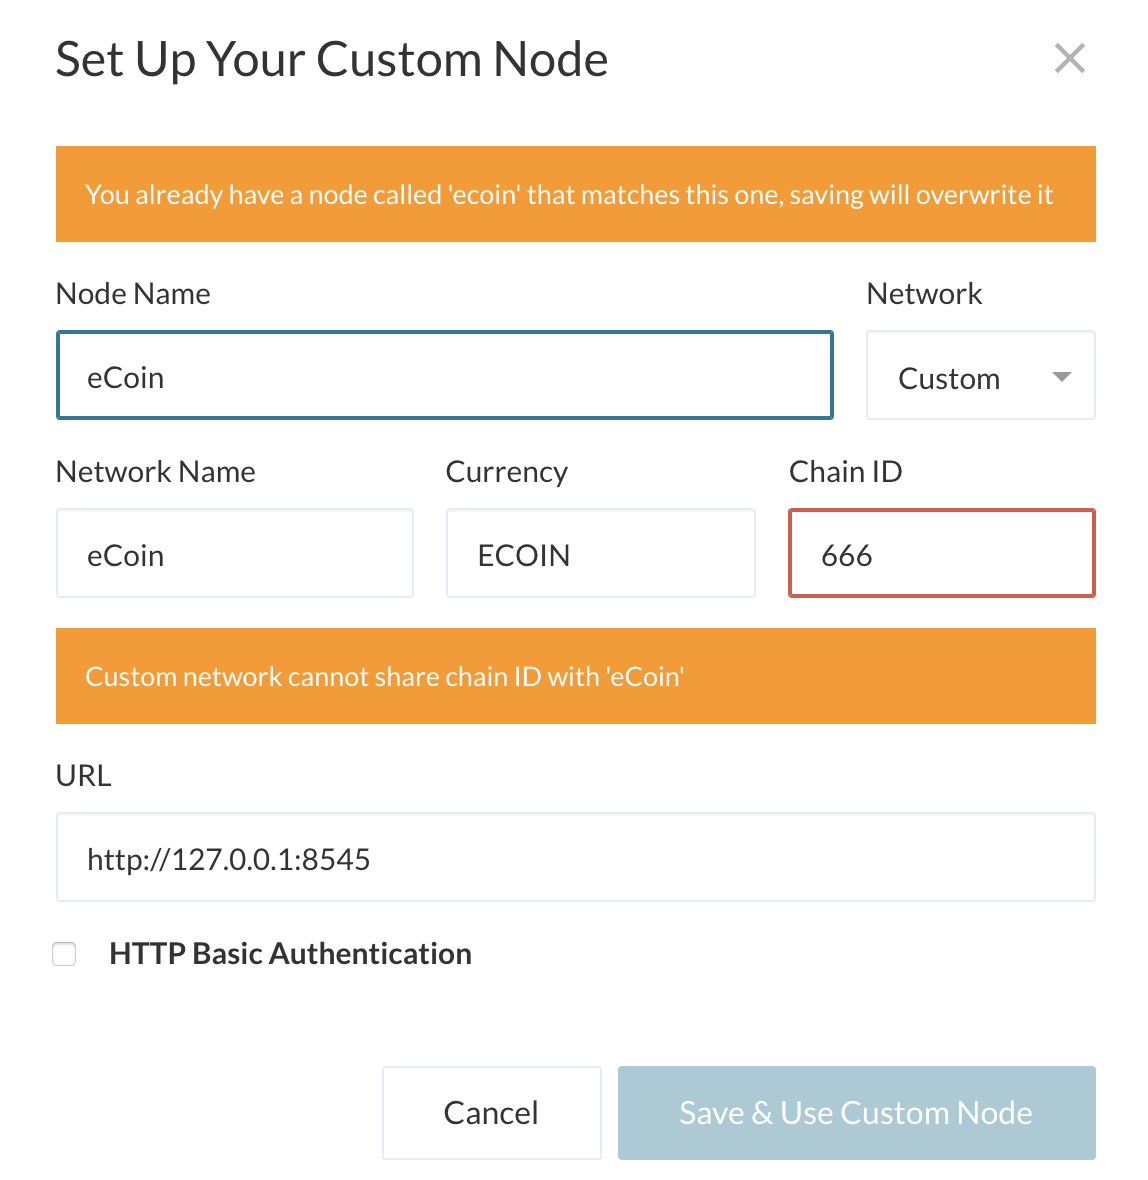 Set Up Your Custom Node
You already have a node called 'ecoin' that matches this one, saving will overwrite it
Node Name
Network
eCoin
Custom
Network Name
Currency
Chain ID
eCoin
ECOIN
666
Custom network cannot share chain ID with 'eCoin'
URL
http://127.0.0.1:8545
HTTP Basic Authentication
Cancel
Save & Use Custom Node